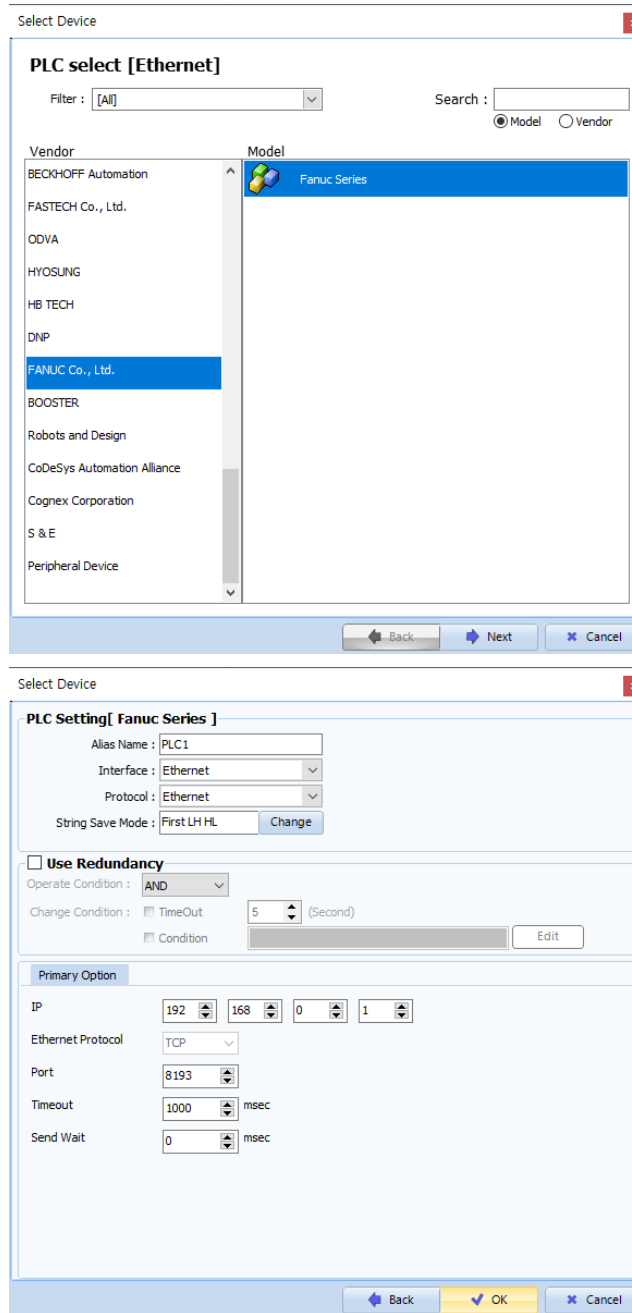 Select Device
PLC select [Ethernet]
Filter : [All]
Search :
Model Vendor
Vendor Model
BECKHOFF Automation
Fanuc Series
FASTECH Co., Ltd.
ODVA
HYOSUNG
HB TECH
DNP
FANUC Co., Ltd.
BOOSTER
Robots and Design
CoDeSys Automation Alliance
Cognex Corporation
S & E
Peripheral Device
Back Next Cancel
Select Device
PLC Setting[ Fanuc Series ]
Alias Name : PLC1
Interface : Ethernet
Protocol : Ethernet
String Save Mode : First LH HL Change
Use Redundancy
Operate Condition : AND
Change Condition : TimeOut 5 (Second)
Condition Edit
Primary Option
IP 192 168 0 1
Ethernet Protocol TCP
Port 8193
Timeout 1000 msec
Send Wait 0 msec
Back OK Cancel